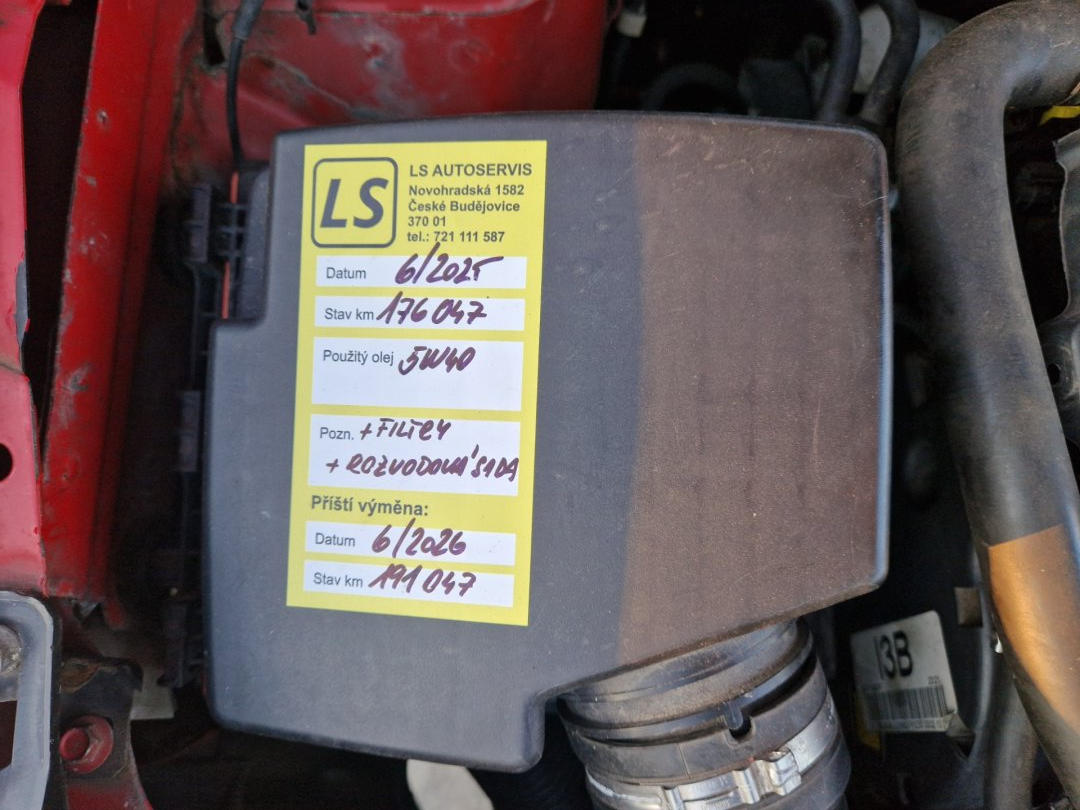 LS
LS AUTOSERVIS
Novohradská 1582
České Budějovice
370 01
tel.: 721 111 587
Datum 6/2025
Stav km 176 047
Použitý olej 5W40
Pozn. + FILTRY
+ ROZVODOVÁ SADA
Příští výměna:
Datum 6/2026
Stav km 191 047
13B